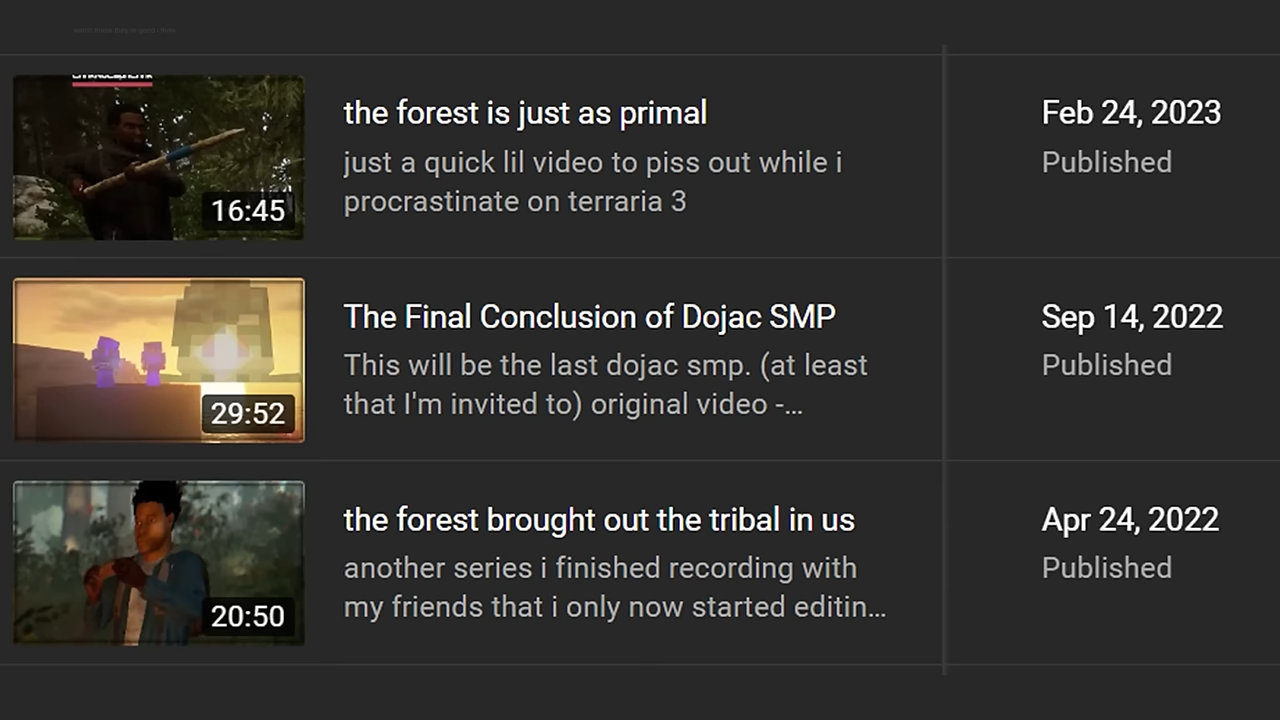 the forest is just as primal
Feb 24, 2023
just a quick lil video to piss out while i
Published
procrastinate on terraria 3
16:45
The Final Conclusion of Dojac SMP
Sep 14, 2022
This will be the last dojac smp. (at least
Published
that I'm invited to) original video -...
29:52
the forest brought out the tribal in us
Apr 24, 2022
another series i finished recording with
Published
my friends that i only now started editin...
20:50